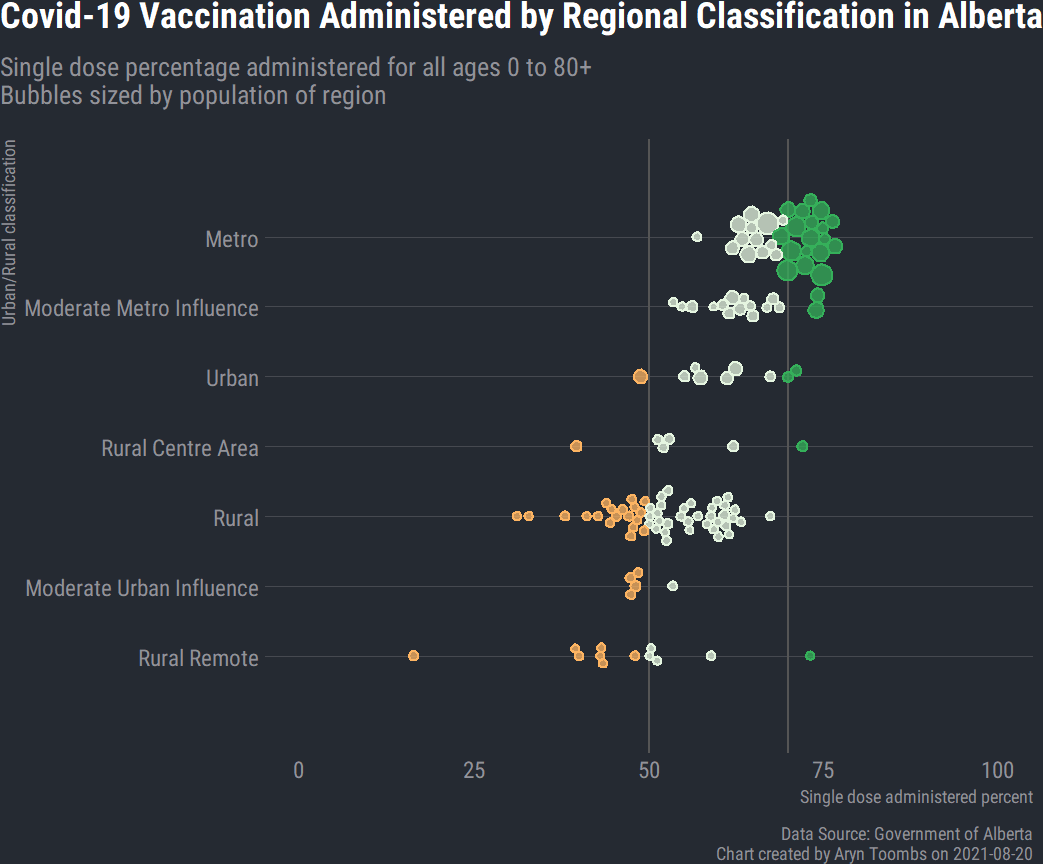 Covid-19 Vaccination Administered by Regional Classification in Alberta
Single dose percentage administered for all ages 0 to 80+
Bubbles sized by population of region
Urban/Rural classification
Metro
Moderate Metro Influence
Urban
Rural Centre Area
Rural
Moderate Urban Influence
Rural Remote
0 25 50 75 100
Single dose administered percent
Data Source: Government of Alberta
Chart created by Aryn Toombs on 2021-08-20